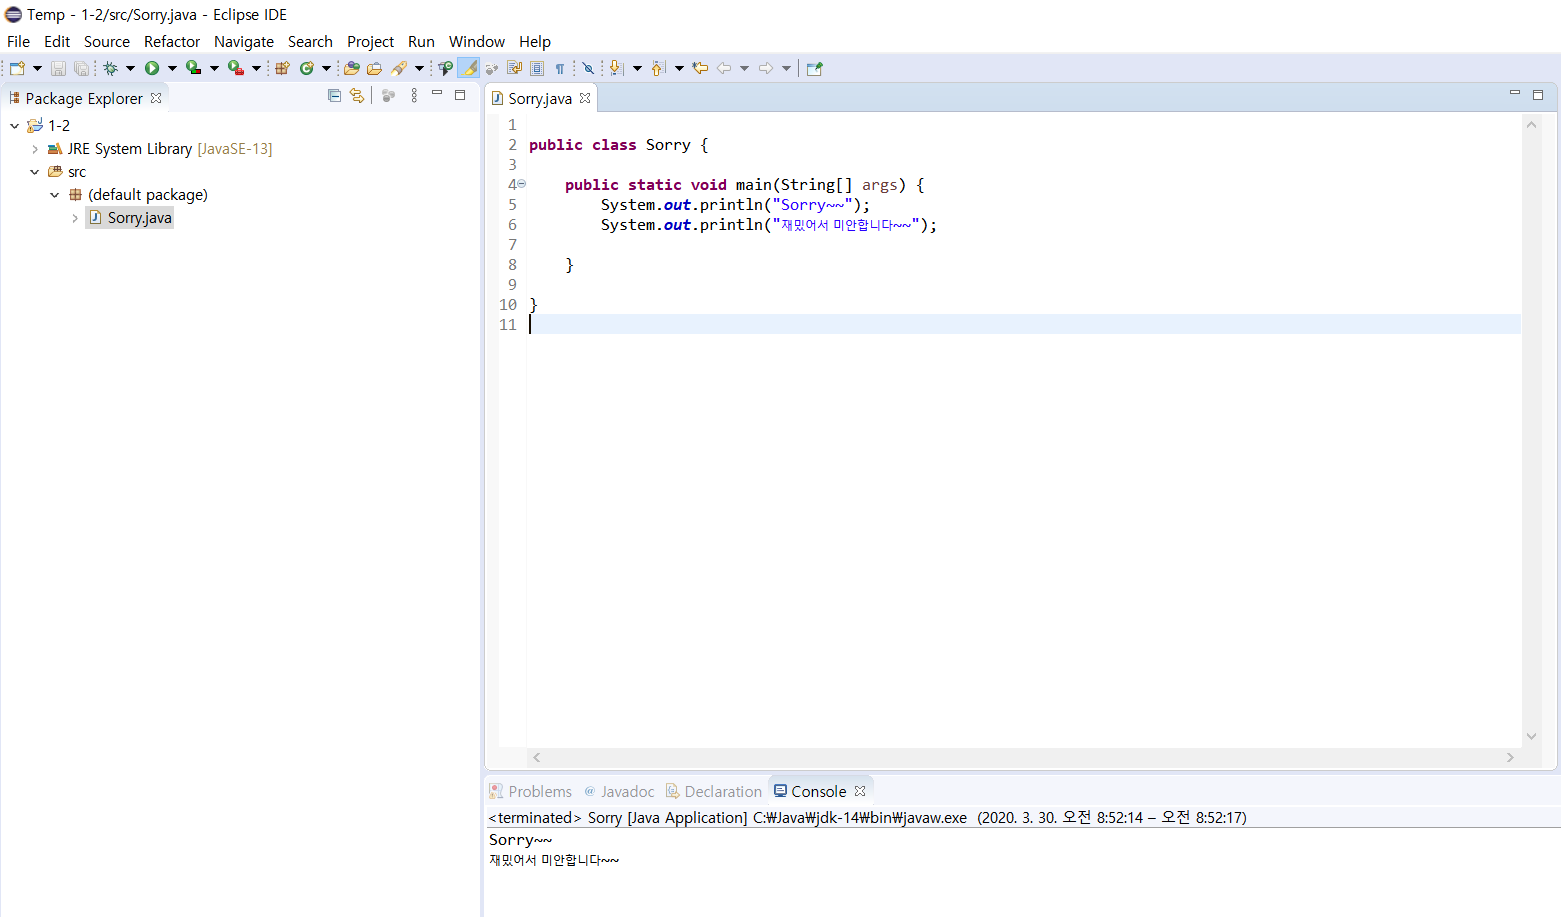 Temp - 1-2/src/Sorry.java - Eclipse IDE
File Edit Source Refactor Navigate Search Project Run Window Help
Package Explorer
1-2
JRE System Library [JavaSE-13]
src
(default package)
Sorry.java
Sorry.java
1
2 public class Sorry {
3
4 public static void main(String[] args) {
5 System.out.println("Sorry~~");
6 System.out.println("재밌어서 미안합니다~~");
7
8 }
9
10 }
11
Problems @ Javadoc Declaration Console
<terminated> Sorry [Java Application] C:₩Java₩jdk-14₩bin₩javaw.exe (2020. 3. 30. 오전 8:52:14 – 오전 8:52:17)
Sorry~~
재밌어서 미안합니다~~